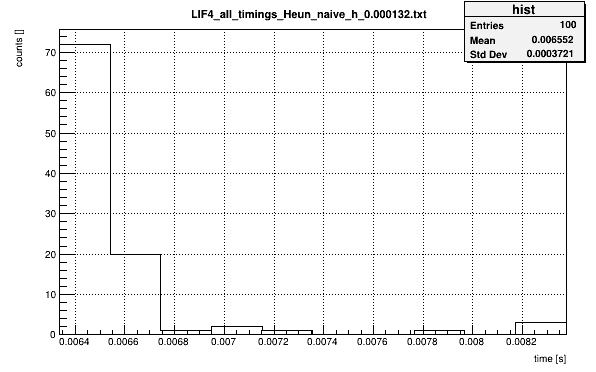 LIF4_all_timings_Heun_naive_h_0.000132.txt
hist
Entries 100
Mean 0.006552
Std Dev 0.0003721
counts []
70
60
50
40
30
20
10
0
0.0064 0.0066 0.0068 0.007 0.0072 0.0074 0.0076 0.0078 0.008 0.0082
time [s]